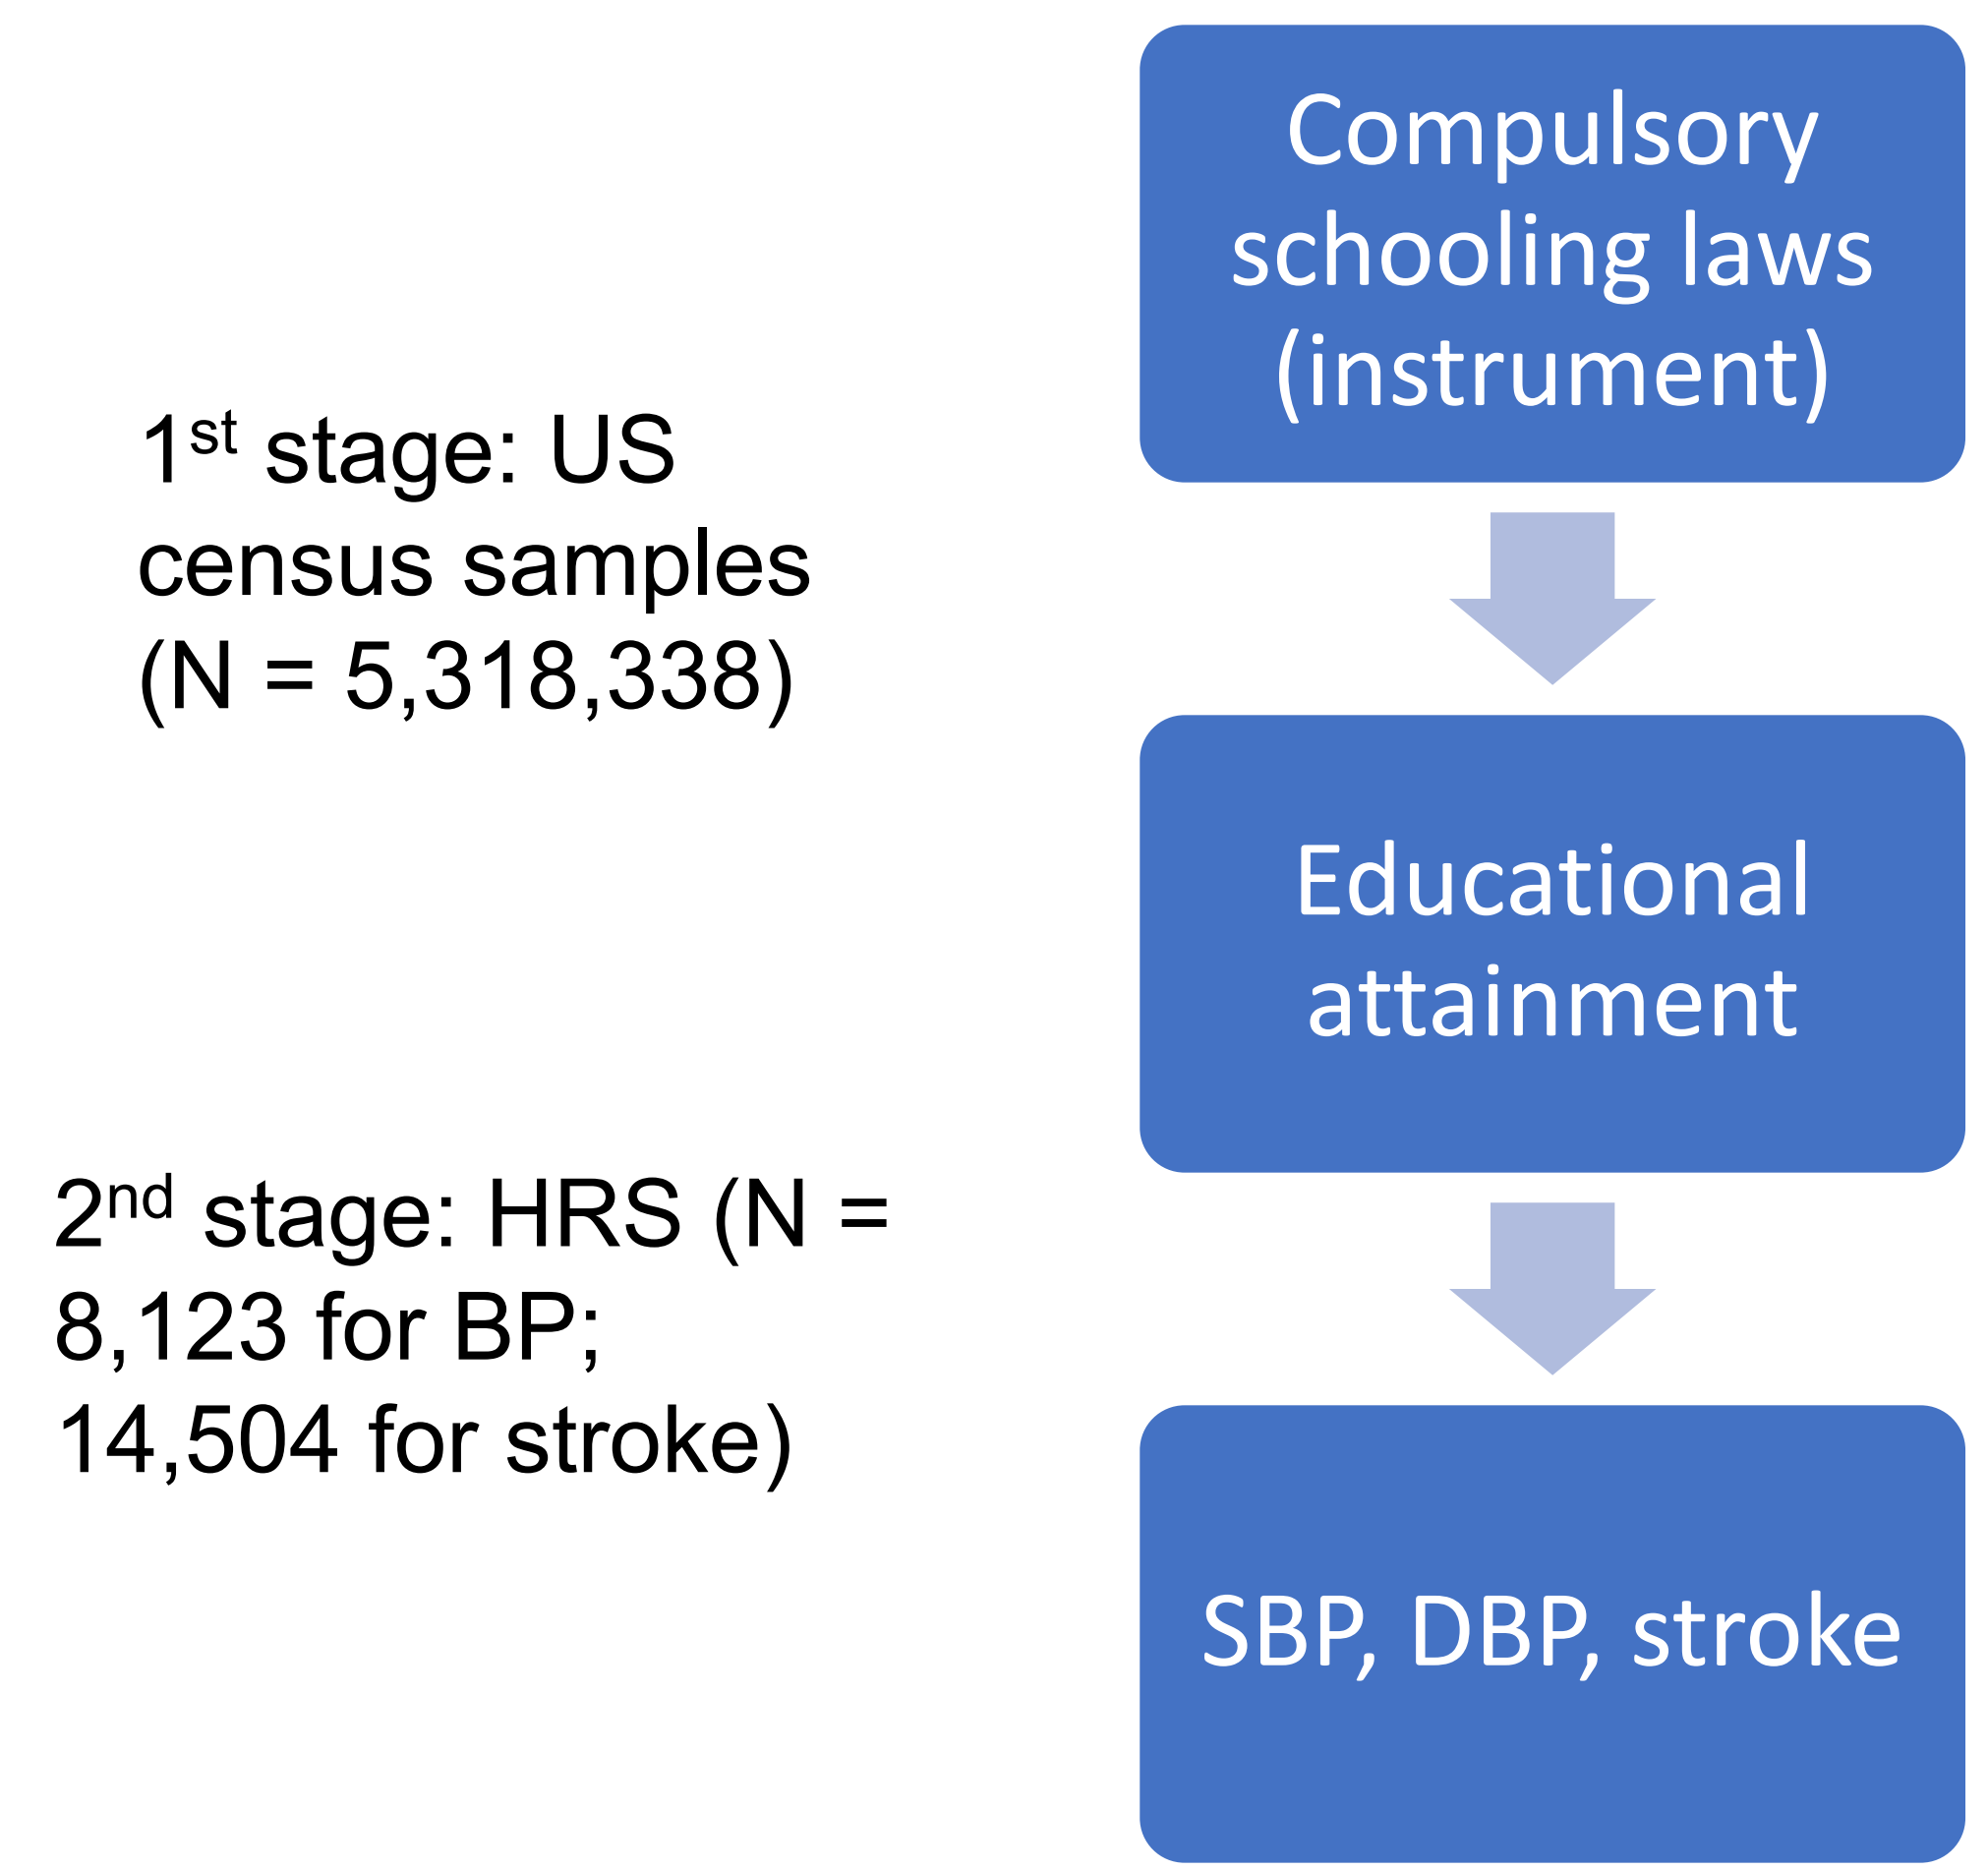 Compulsory
schooling laws
(instrument)
1st stage: US
census samples
(N = 5,318,338)
Educational
attainment
2nd stage: HRS (N =
8,123 for BP;
14,504 for stroke)
SBP, DBP, stroke